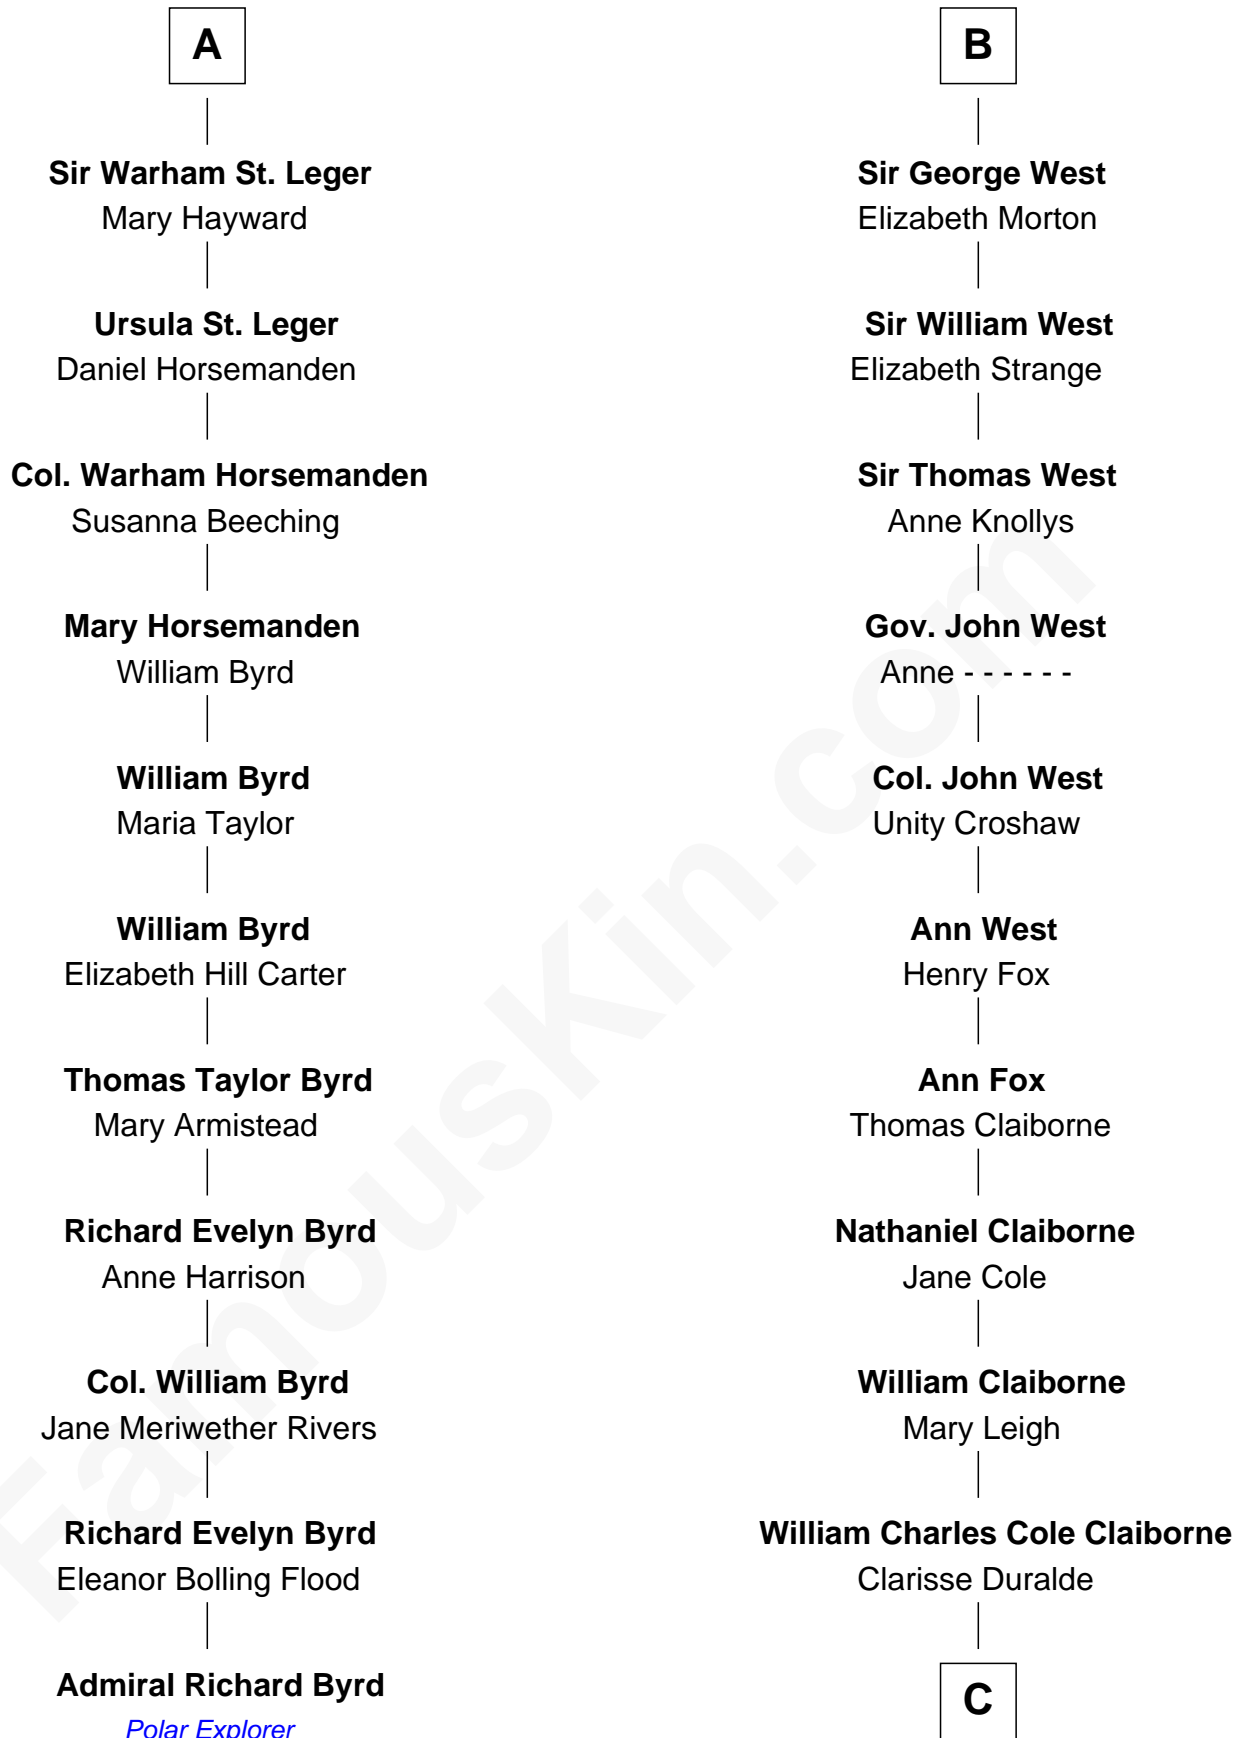 A
Sir Warham St. Leger
Mary Hayward
Ursula St. Leger
Daniel Horsemanden
Col. Warham Horsemanden
Susanna Beeching
Mary Horsemanden
William Byrd
William Byrd
Maria Taylor
William Byrd
Elizabeth Hill Carter
Thomas Taylor Byrd
Mary Armistead
Richard Evelyn Byrd
Anne Harrison
Col. William Byrd
Jane Meriwether Rivers
Richard Evelyn Byrd
Eleanor Bolling Flood
Admiral Richard Byrd
Polar Explorer
B
Sir George West
Elizabeth Morton
Sir William West
Elizabeth Strange
Sir Thomas West
Anne Knollys
Gov. John West
Anne - - - - - -
Col. John West
Unity Croshaw
Ann West
Henry Fox
Ann Fox
Thomas Claiborne
Nathaniel Claiborne
Jane Cole
William Claiborne
Mary Leigh
William Charles Cole Claiborne
Clarisse Duralde
C
FamousKin.com